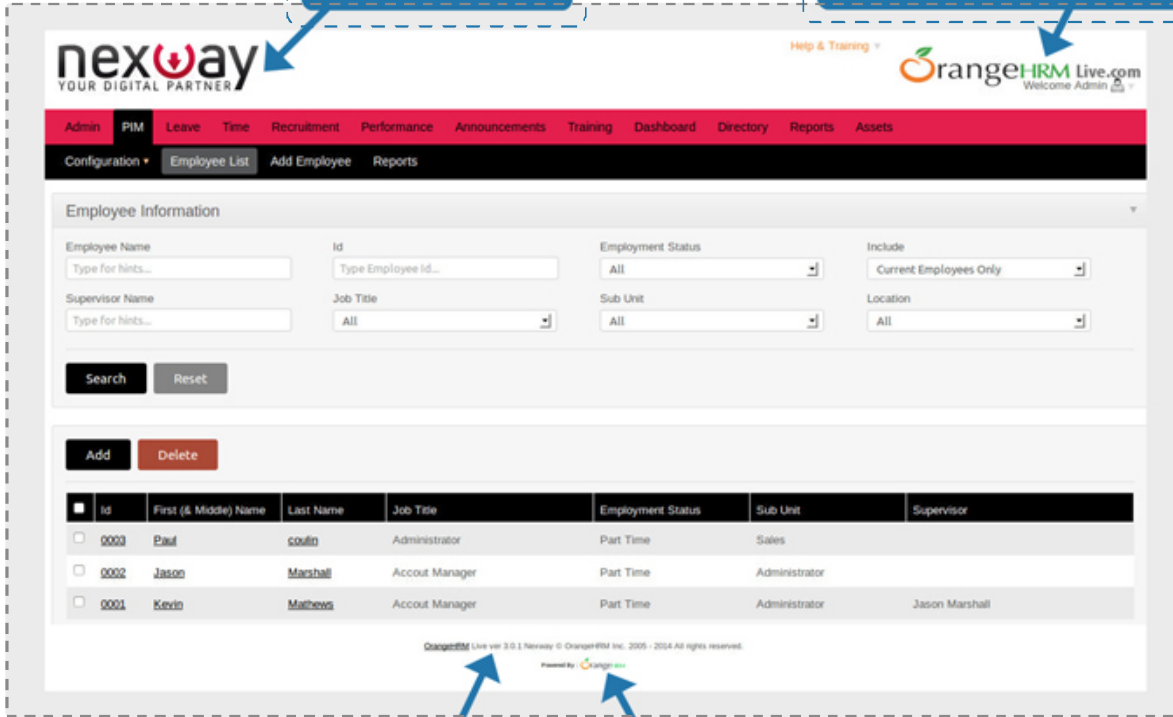 Help & Training
nexway
YOUR DIGITAL PARTNER
OrangeHRM Live.com
Welcome Admin
Admin PIM Leave Time Recruitment Performance Announcements Training Dashboard Directory Reports Assets
Configuration Employee List Add Employee Reports
Employee Information
Employee Name Id Employment Status Include
Type for hints... Type Employee Id... All Current Employees Only
Supervisor Name Job Title Sub Unit Location
Type for hints... All All All
Search Reset
Add Delete
Id First (& Middle) Name Last Name Job Title Employment Status Sub Unit Supervisor
0003 Paul coulin Administrator Part Time Sales
0002 Jason Marshall Accout Manager Part Time Administrator
0001 Kevin Mathews Accout Manager Part Time Administrator Jason Marshall
OrangeHRM Live ver 3.0.1 Nexway © OrangeHRM Inc. 2005 - 2014 All rights reserved.
Powered By : OrangeHRM